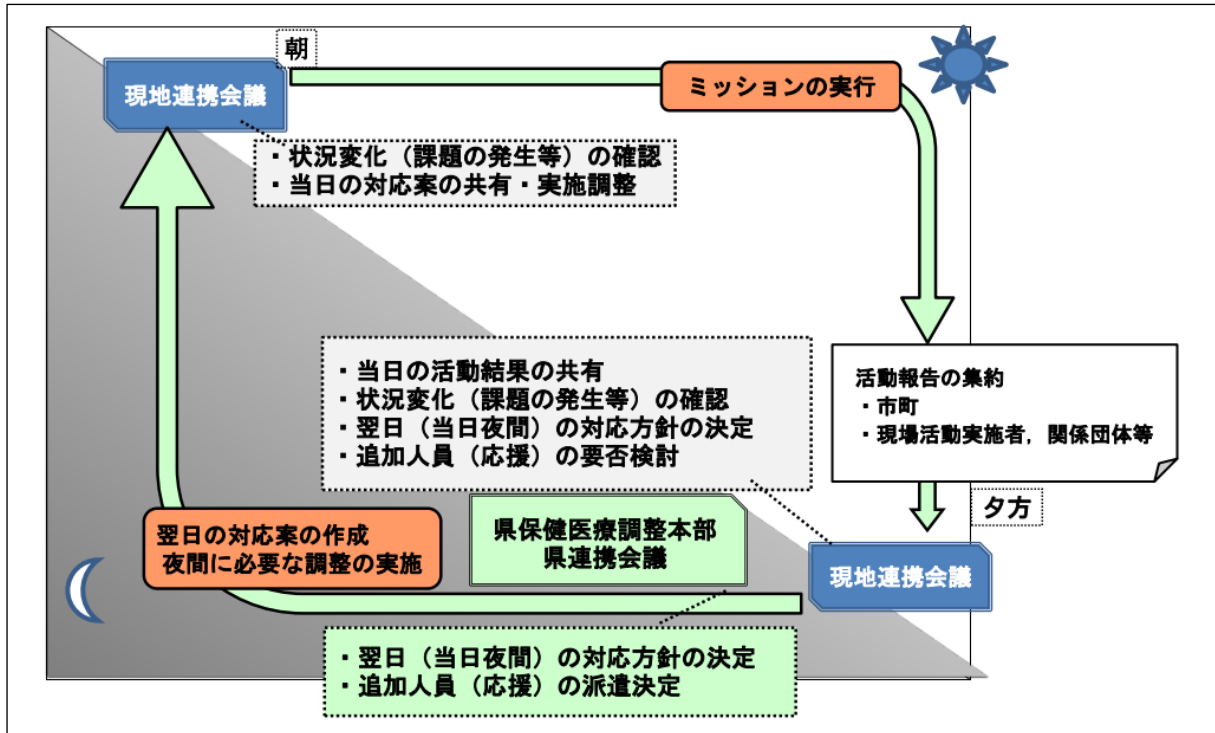 朝
現地連携会議
ミッションの実行
・状況変化（課題の発生等）の確認
・当日の対応案の共有・実施調整
・当日の活動結果の共有
・状況変化（課題の発生等）の確認
・翌日（当日夜間）の対応方針の決定
・追加人員（応援）の要否検討
活動報告の集約
・市町
・現場活動実施者，関係団体等
夕方
現地連携会議
県保健医療調整本部
県連携会議
翌日の対応案の作成
夜間に必要な調整の実施
・翌日（当日夜間）の対応方針の決定
・追加人員（応援）の派遣決定